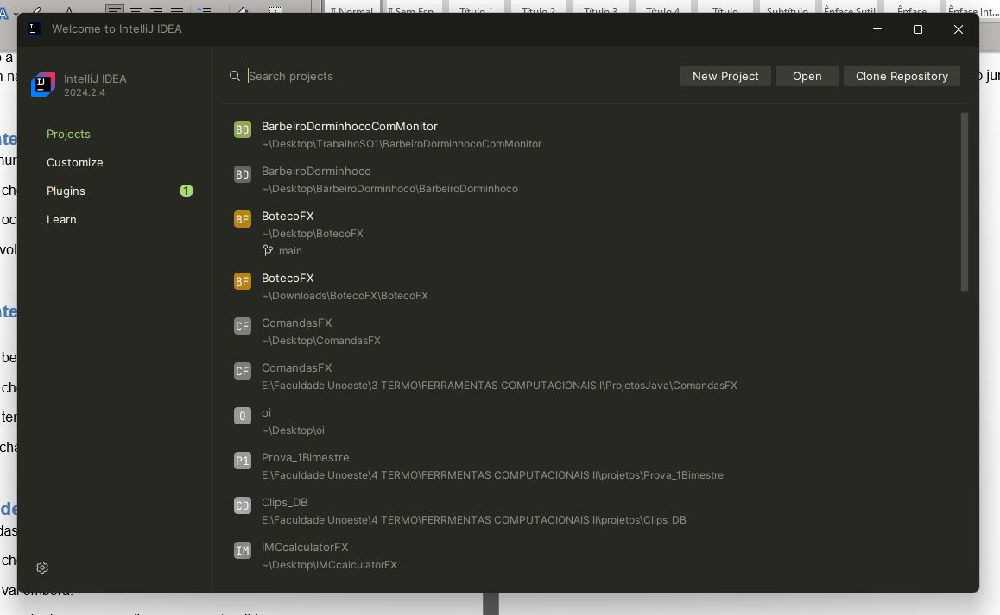 ¶ Normal ¶ Sem Esp... Título 1 Título 2 Título 3 Título 4 Título Subtítulo Ênfase Sutil Ênfase Ênfase Int...
Welcome to IntelliJ IDEA
IntelliJ IDEA
2024.2.4
Projects
Customize
Plugins
1
Learn
Search projects
New Project
Open
Clone Repository
BD
BarbeiroDorminhocoComMonitor
~\Desktop\TrabalhoSO1\BarbeiroDorminhocoComMonitor
BD
BarbeiroDorminhoco
~\Desktop\BarbeiroDorminhoco\BarbeiroDorminhoco
BF
BotecoFX
~\Desktop\BotecoFX
main
BF
BotecoFX
~\Downloads\BotecoFX\BotecoFX
CF
ComandasFX
~\Desktop\ComandasFX
CF
ComandasFX
E:\Faculdade Unoeste\3 TERMO\FERRAMENTAS COMPUTACIONAIS I\ProjetosJava\ComandasFX
O
oi
~\Desktop\oi
P1
Prova_1Bimestre
E:\Faculdade Unoeste\4 TERMO\FERRMENTAS COMPUTACIONAIS II\projetos\Prova_1Bimestre
CD
Clips_DB
E:\Faculdade Unoeste\4 TERMO\FERRMENTAS COMPUTACIONAIS II\projetos\Clips_DB
IM
IMCcalculatorFX
~\Desktop\IMCcalculatorFX